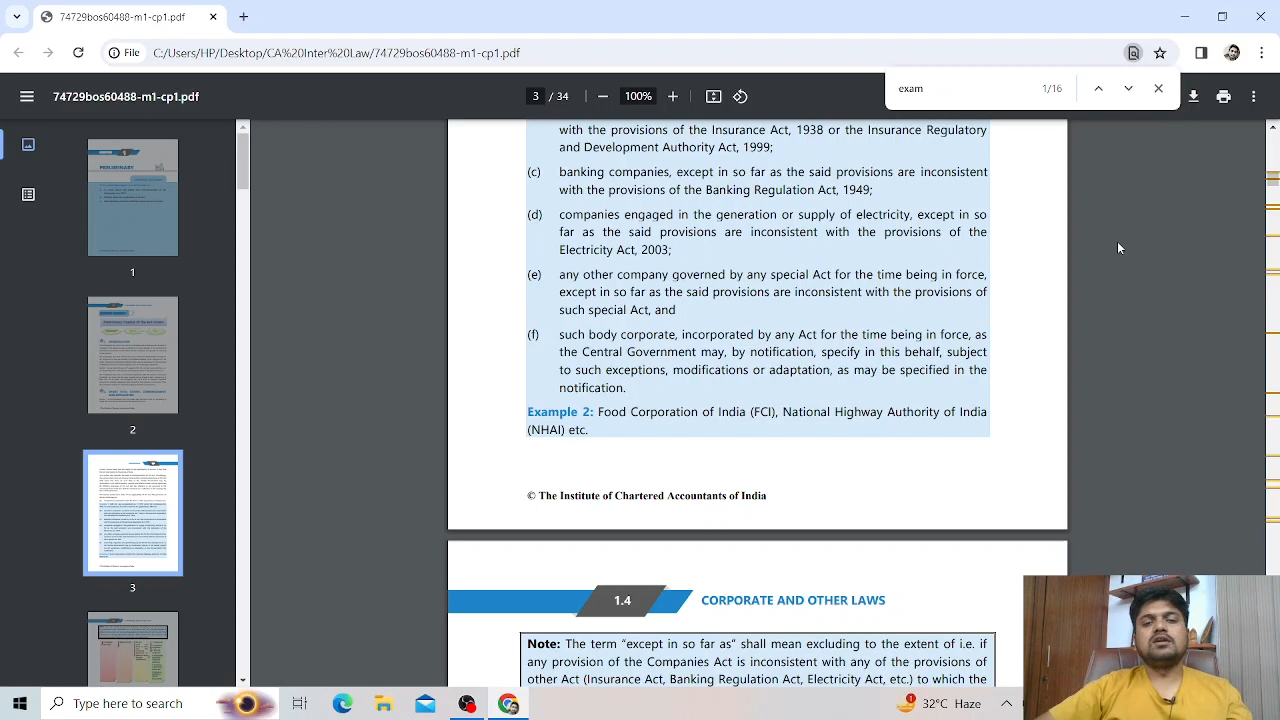 74729bos60488-m1-cp1.pdf
File C:/Users/HP/Desktop/CA%20Inter%20Law/74729bos60488-m1-cp1.pdf
exam 1/16
74729bos60488-m1-cp1.pdf 3 / 34 100%
with the provisions of the Insurance Act, 1938 or the Insurance Regulatory
and Development Authority Act, 1999;
(c) banking companies, except in so far as the said provisions are inconsistent
with the provisions of the Banking Regulation Act, 1949;
(d) companies engaged in the generation or supply of electricity, except in so
far as the said provisions are inconsistent with the provisions of the
Electricity Act, 2003;
(e) any other company governed by any special Act for the time being in force,
except in so far as the said provisions are inconsistent with the provisions of
special Act; and
body corporate, incorporated by any Act for the time being in force,
the Central Government may, by notification, specify in this behalf, subject
to such exceptions, modifications or adaptation, as may be specified in the
notification.
Example 2: Food Corporation of India (FCI), National Highway Authority of India
(NHAI) etc.
© The Institute of Chartered Accountants of India
1.4 CORPORATE AND OTHER LAWS
Note: The term “except in so far as” shall mean excluding to the extent of i.e. if
any provision of the Companies Act is inconsistent with any of the provisions of
other Act (Insurance Act, Banking Regulation Act, Electricity Act, etc.) to which the
PRELIMINARY
1
2
3
Type here to search
1
32°C Haze